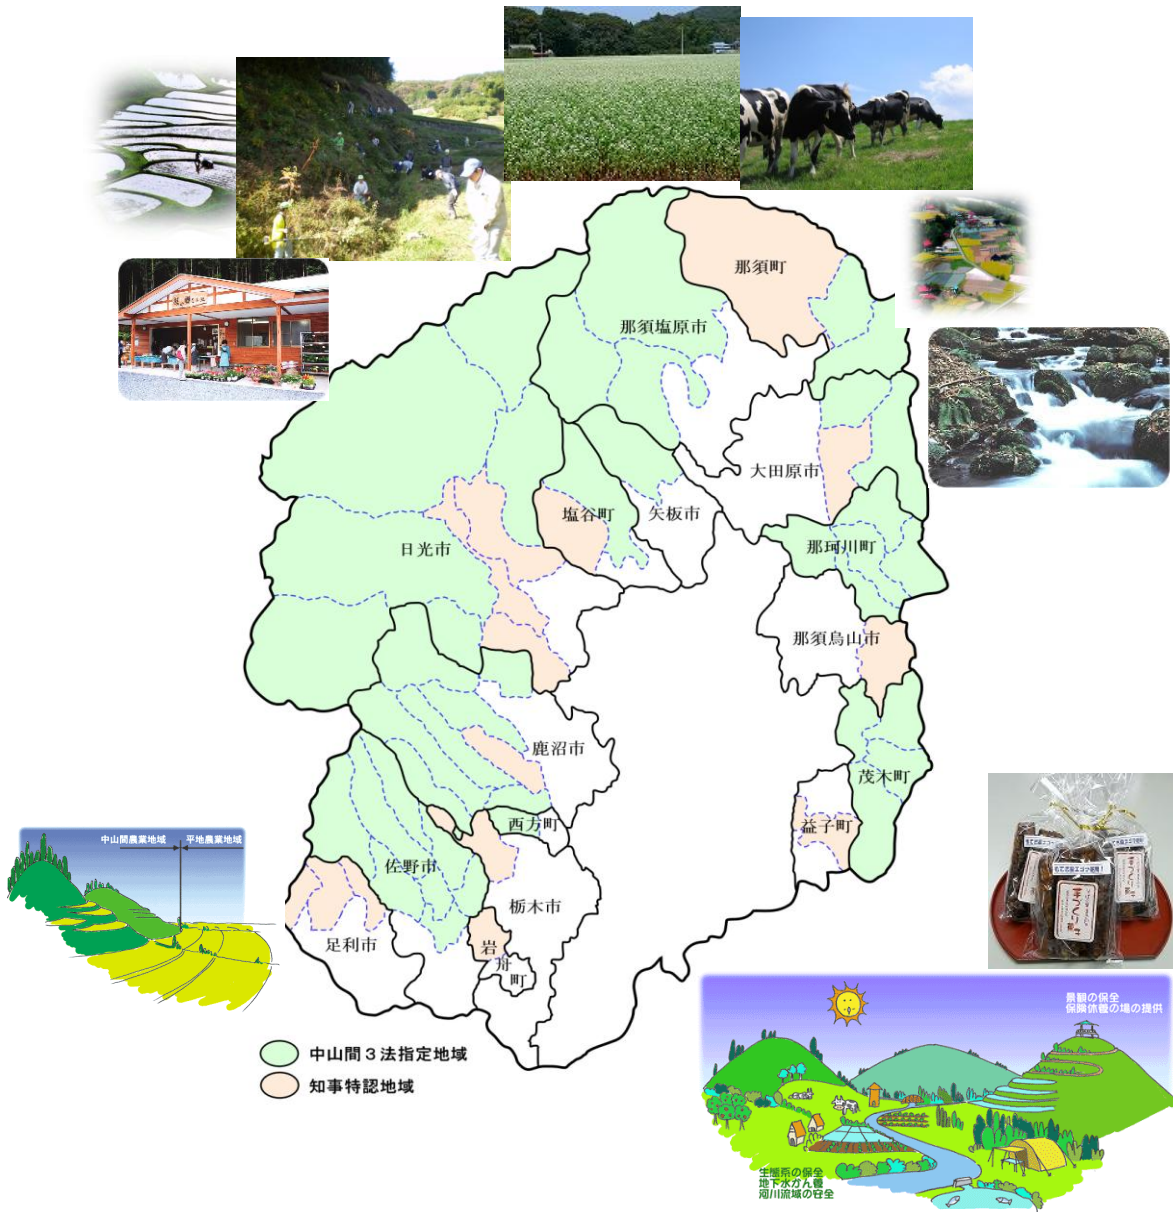 那須町
那須塩原市
大田原市
塩谷町
矢板市
日光市
那珂川町
那須烏山市
鹿沼市
茂木町
西方町
益子町
佐野市
栃木市
足利市
岩
舟
町
中山間農業地域
平地農業地域
中山間３法指定地域
知事特認地域
景観の保全
保険休養の場の提供
生態系の保全
地下水かん養
河川流域の安全